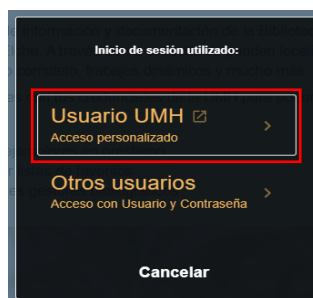 Inicio de sesión utilizado:
Usuario UMH
Acceso personalizado
Otros usuarios
Acceso con Usuario y Contraseña
Cancelar